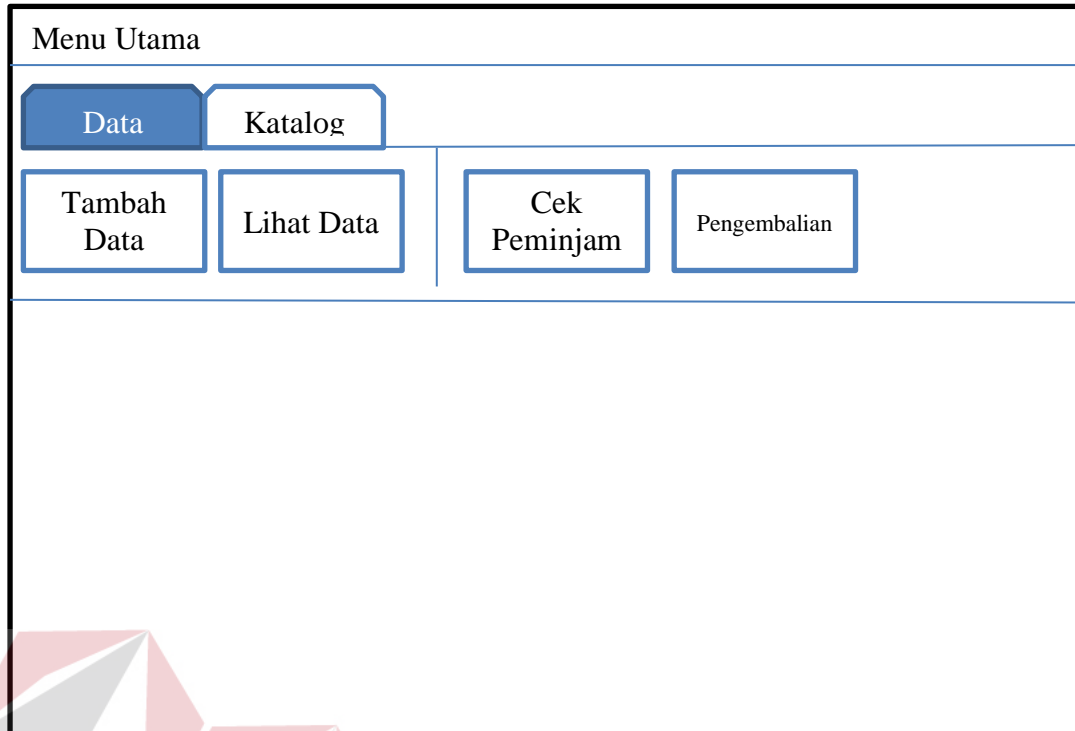 Menu Utama
Data
Katalog
Tambah
Data
Lihat Data
Cek
Peminjam
Pengembalian